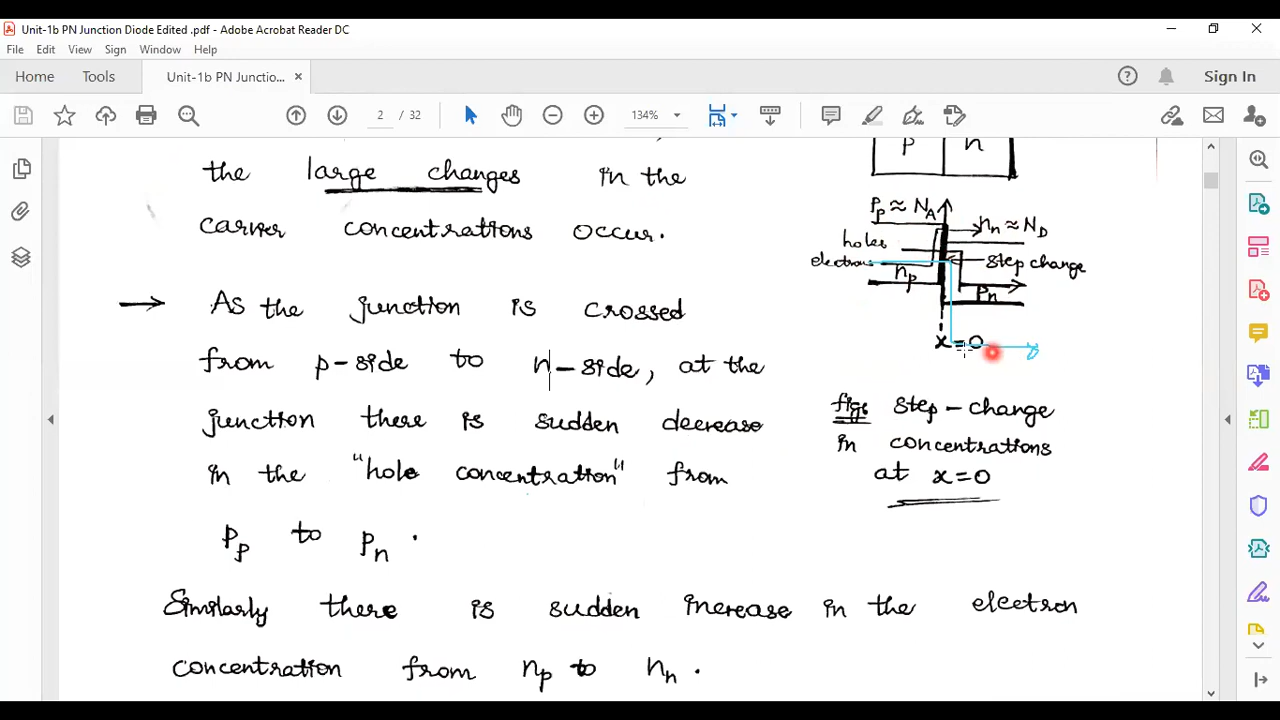 Unit-1b PN Junction Diode Edited .pdf - Adobe Acrobat Reader DC
File Edit View Sign Window Help
Home Tools Unit-1b PN Junctio... × Sign In
2 / 32 134%
the large changes in the
carrier concentrations occur.
→ As the junction is crossed
from p-side to n-side, at the
junction there is sudden decrease
in the "hole concentration" from
Pp to Pn .
Similarly there is sudden increase in the electron
concentration from np to nn .
P n
Pp ≈ NA
nn ≈ ND
holes
electrons
step change
np
Pn
x=0
fig: step-change
in concentrations
at x=0